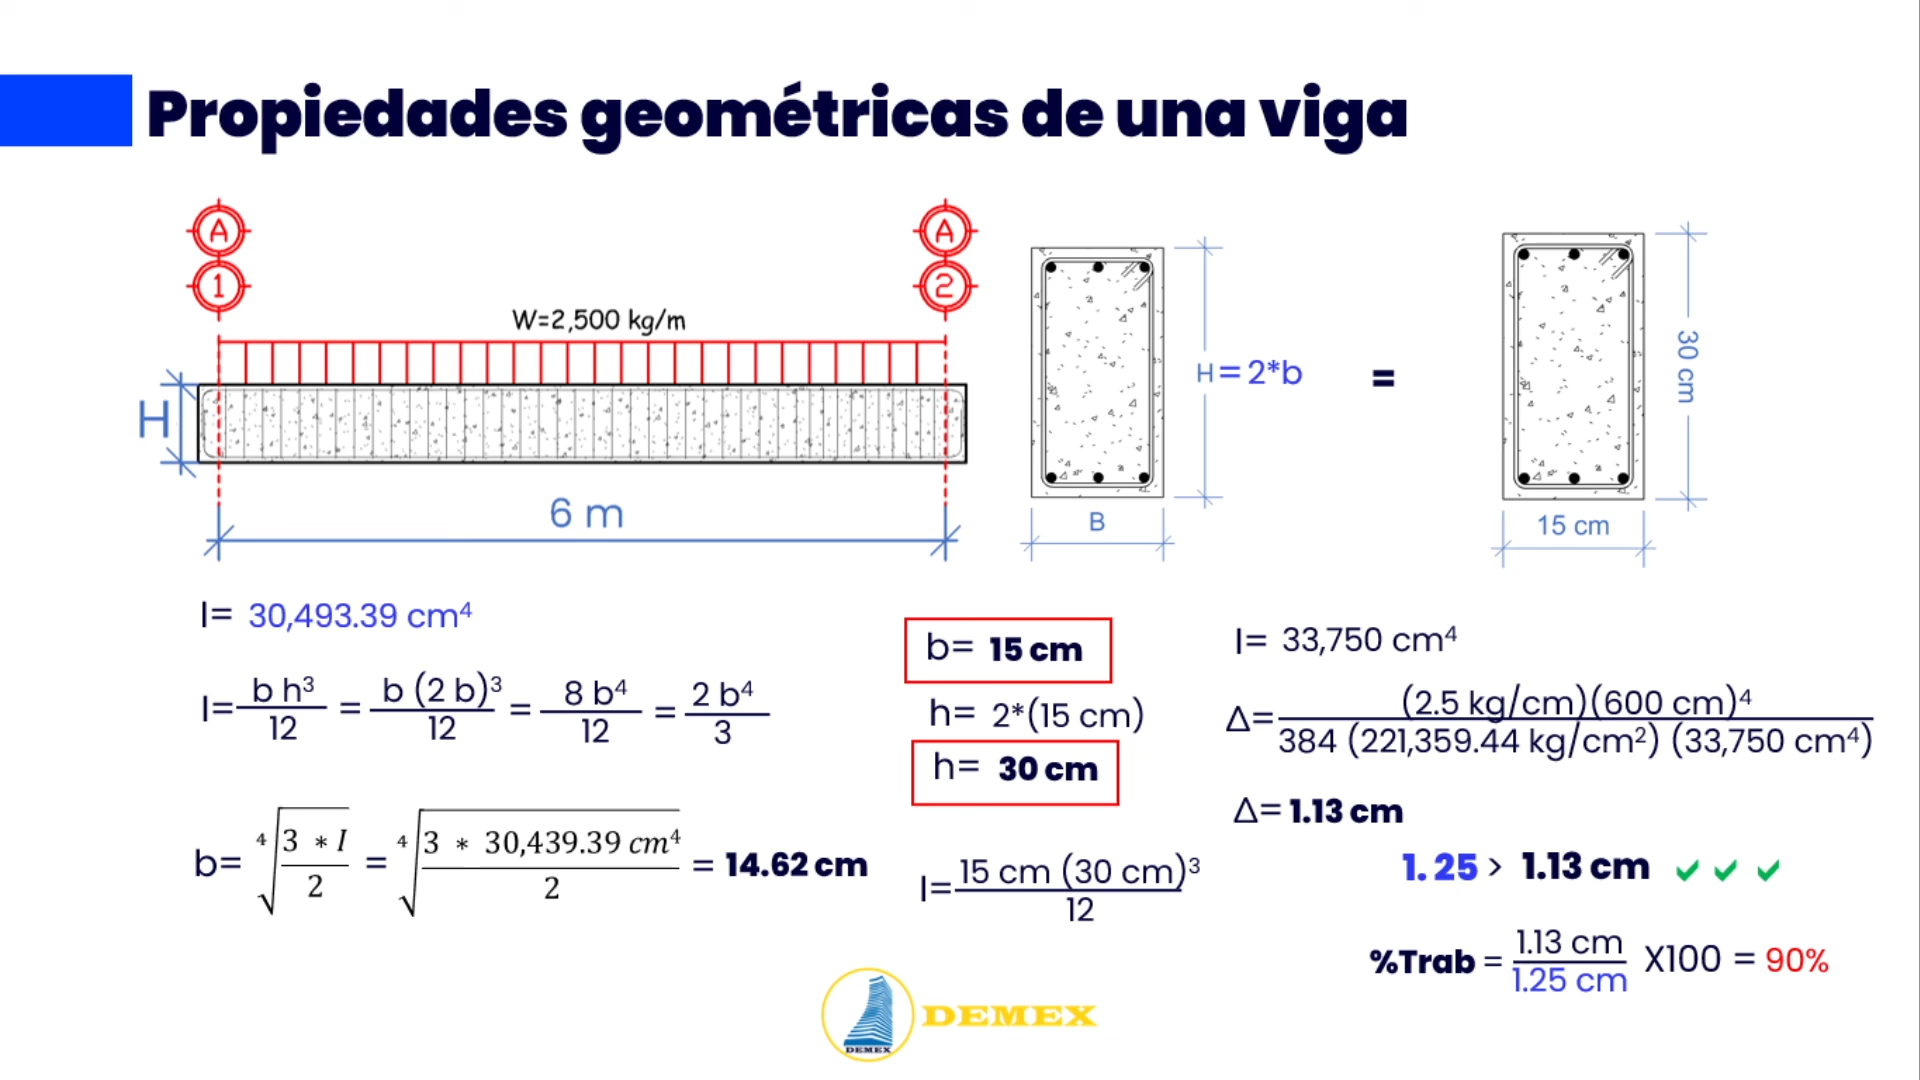 Propiedades geométricas de una viga
A
A
1
2
W=2,500 kg/m
H
6 m
H = 2*b
B
=
30 cm
15 cm
I= 30,493.39 cm⁴
I= b h³ / 12 = b (2 b)³ / 12 = 8 b⁴ / 12 = 2 b⁴ / 3
b= ⁴√(3 * I / 2) = ⁴√(3 * 30,439.39 cm⁴ / 2) = 14.62 cm
b= 15 cm
h= 2*(15 cm)
h= 30 cm
I= 15 cm (30 cm)³ / 12
I= 33,750 cm⁴
Δ= (2.5 kg/cm)(600 cm)⁴ / 384 (221,359.44 kg/cm²) (33,750 cm⁴)
Δ= 1.13 cm
1. 25 > 1.13 cm ✓ ✓ ✓
%Trab = 1.13 cm / 1.25 cm X100 = 90%
DEMEX
DEMEX